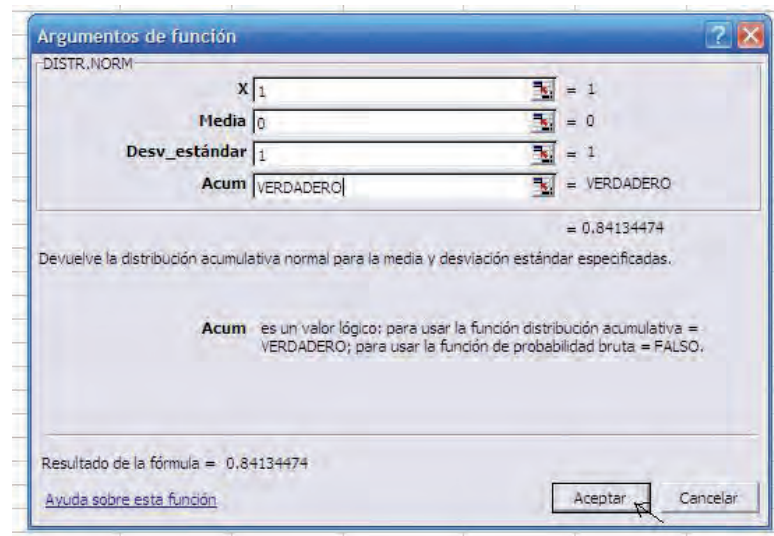 Argumentos de función
DISTR.NORM
X 1 = 1
Media 0 = 0
Desv_estándar 1 = 1
Acum VERDADERO = VERDADERO
= 0.84134474
Devuelve la distribución acumulativa normal para la media y desviación estándar especificadas.
Acum es un valor lógico: para usar la función distribución acumulativa =
VERDADERO; para usar la función de probabilidad bruta = FALSO.
Resultado de la fórmula = 0.84134474
Ayuda sobre esta función Aceptar Cancelar